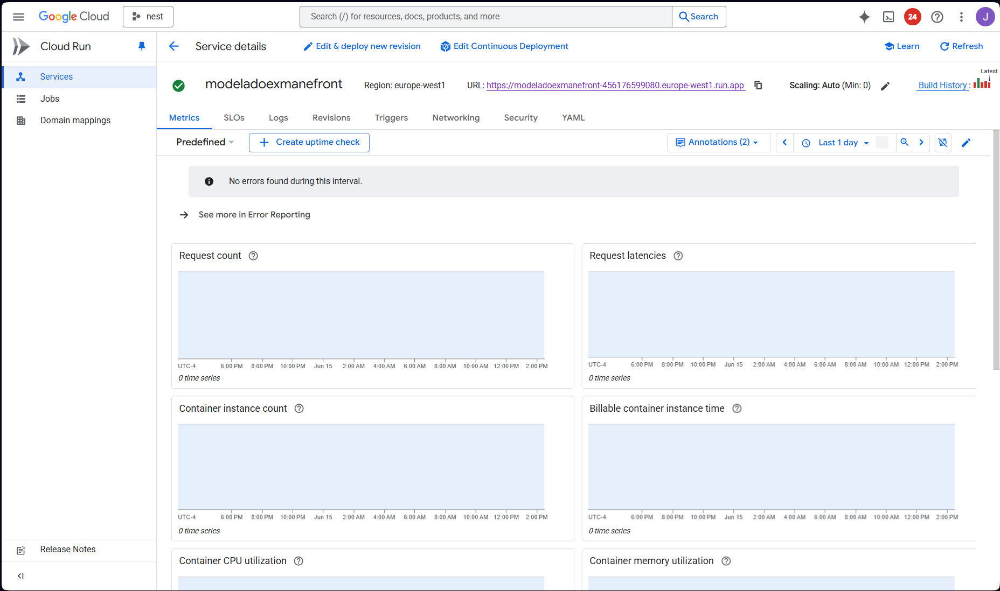 Google Cloud
nest
Search (/) for resources, docs, products, and more
Search
24
J
Cloud Run
Service details
Edit & deploy new revision
Edit Continuous Deployment
Learn
Refresh
Services
Jobs
Domain mappings
Release Notes
modeladoexmanefront
Region: europe-west1
URL: https://modeladoexmanefront-456176599080.europe-west1.run.app
Scaling: Auto (Min: 0)
Build History :
Latest
Metrics
SLOs
Logs
Revisions
Triggers
Networking
Security
YAML
Predefined
Create uptime check
Annotations (2)
Last 1 day
No errors found during this interval.
See more in Error Reporting
Request count
UTC-4 6:00 PM 8:00 PM 10:00 PM Jun 15 2:00 AM 4:00 AM 6:00 AM 8:00 AM 10:00 AM 12:00 PM 2:00 PM
0 time series
Request latencies
UTC-4 6:00 PM 8:00 PM 10:00 PM Jun 15 2:00 AM 4:00 AM 6:00 AM 8:00 AM 10:00 AM 12:00 PM 2:00 PM
0 time series
Container instance count
UTC-4 6:00 PM 8:00 PM 10:00 PM Jun 15 2:00 AM 4:00 AM 6:00 AM 8:00 AM 10:00 AM 12:00 PM 2:00 PM
0 time series
Billable container instance time
UTC-4 6:00 PM 8:00 PM 10:00 PM Jun 15 2:00 AM 4:00 AM 6:00 AM 8:00 AM 10:00 AM 12:00 PM 2:00 PM
0 time series
Container CPU utilization
Container memory utilization